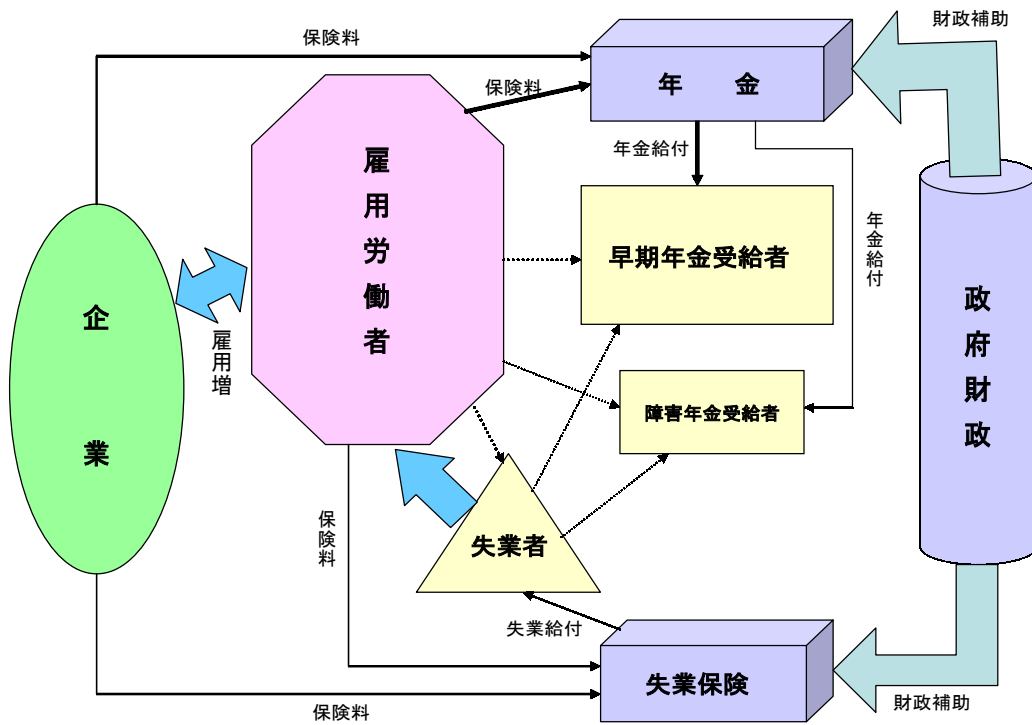 財政補助
保険料
保険料
年 金
年金給付
雇用労働者
早期年金受給者
年金給付
政府財政
企 業
雇用増
障害年金受給者
保険料
失業者
失業給付
失業保険
保険料
財政補助